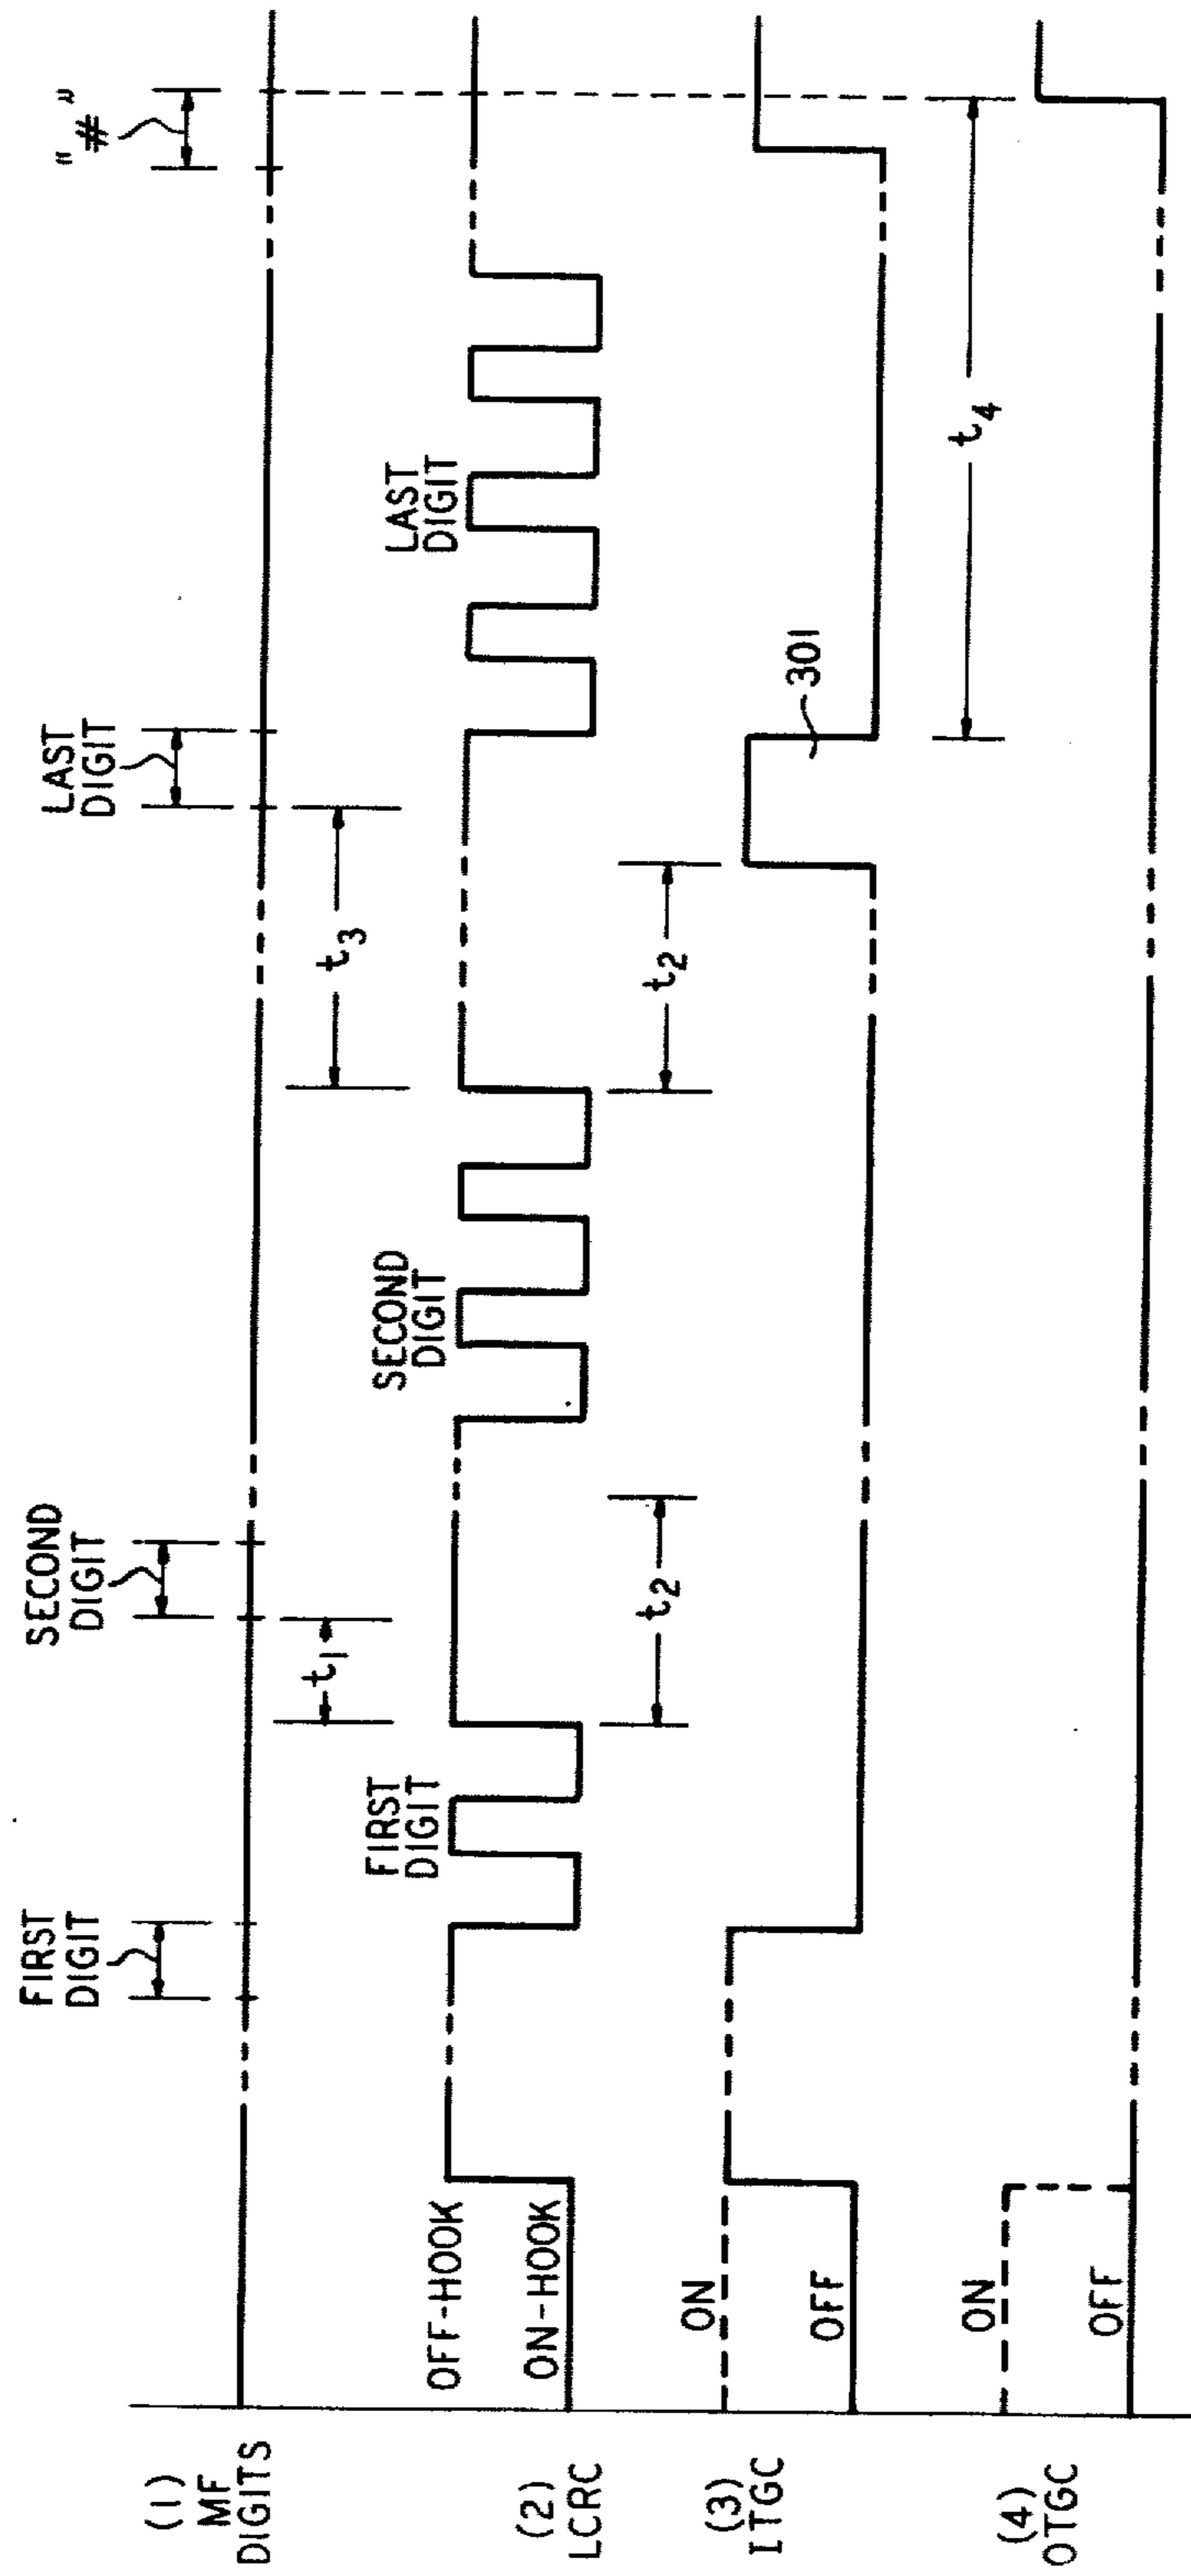 (1)
MF
DIGITS
FIRST
DIGIT
SECOND
DIGIT
LAST
DIGIT
"#"
t1
t3
(2)
LCRC
OFF-HOOK
ON-HOOK
FIRST
DIGIT
SECOND
DIGIT
LAST
DIGIT
t2
t2
(3)
ITGC
ON
OFF
301
t4
(4)
OTGC
ON
OFF